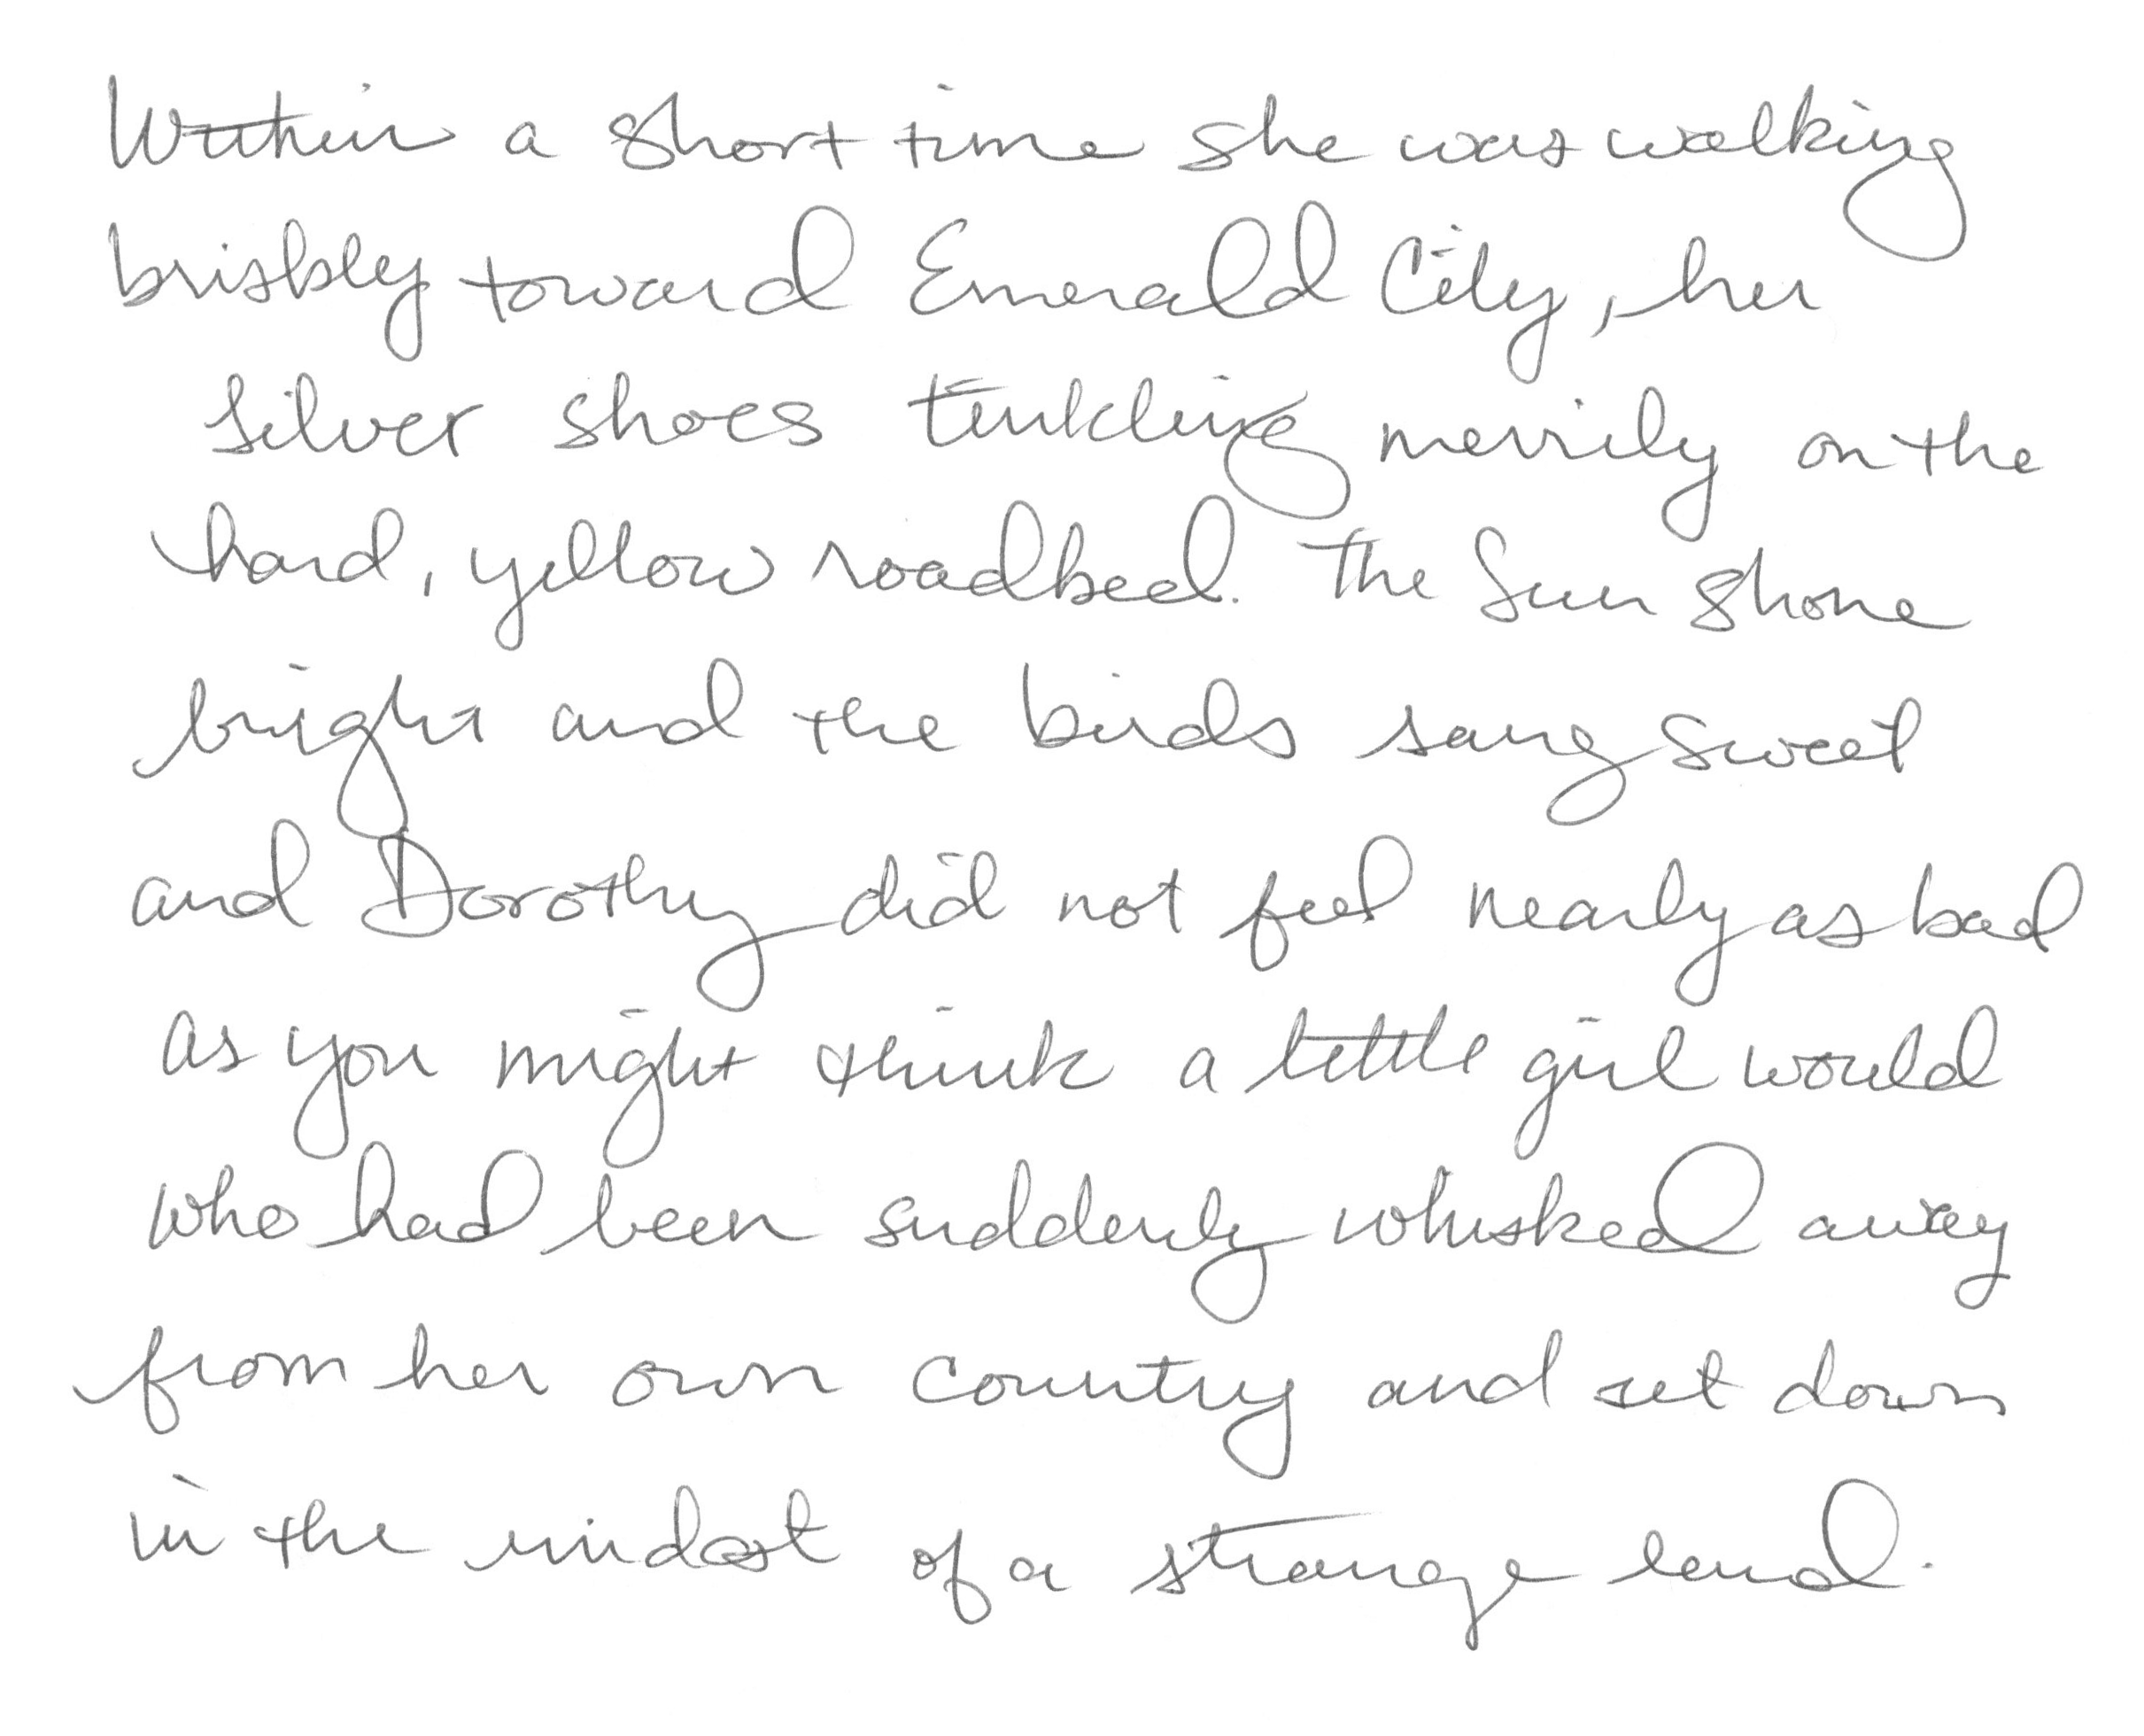 Within a short time she was walking
briskly toward Emerald City, her
Silver shoes tinkling merrily on the
hard, yellow roadbed. The Sun shone
bright and the birds sang sweet
and Dorothy did not feel nearly as bad
as you might think a little girl would
who had been suddenly whisked away
from her own country and set down
in the midst of a strange land.